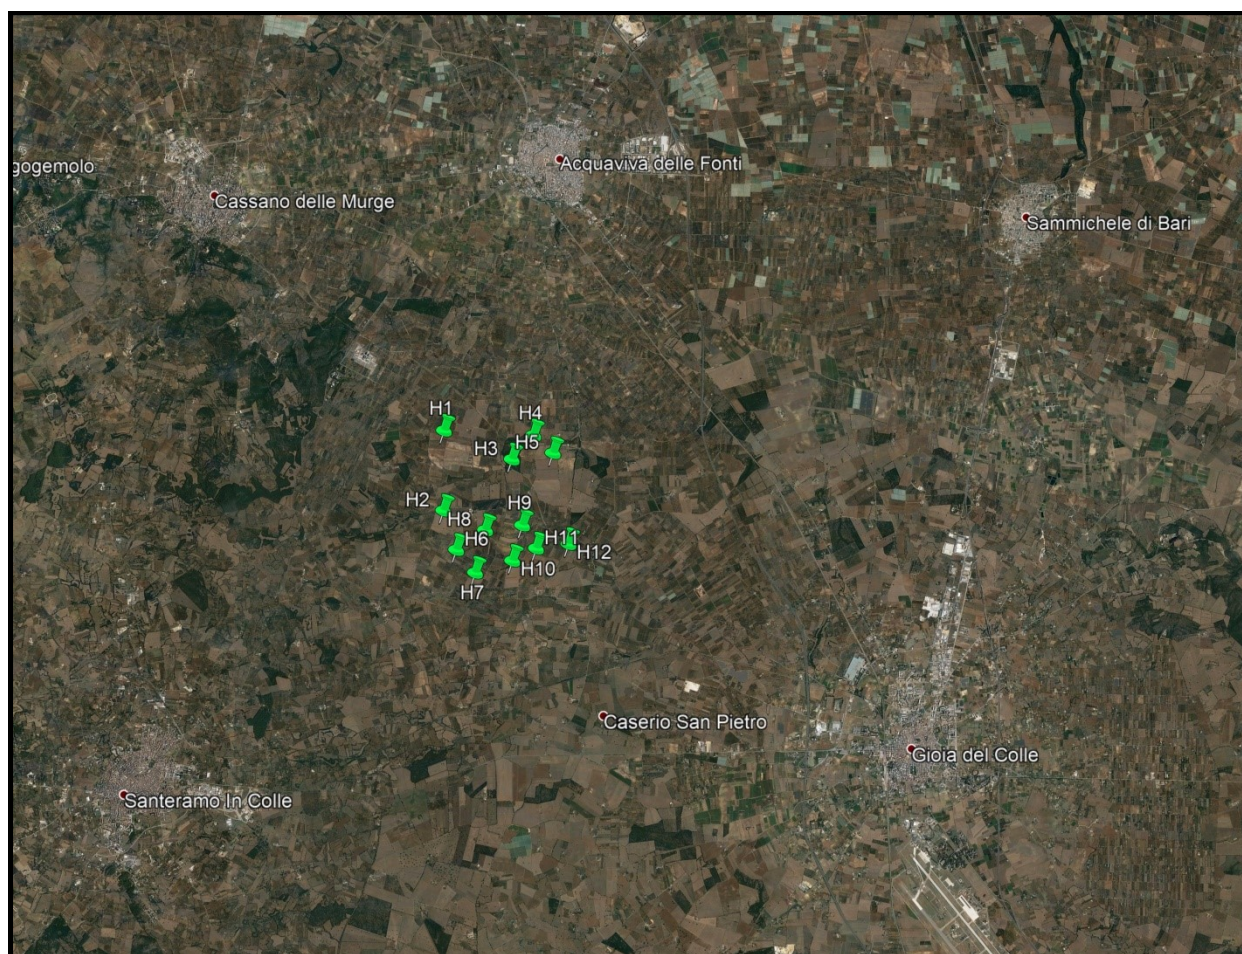 Acquaviva delle Fonti
gogemolo
Cassano delle Murge
Sammichele di Bari
H1
H4
H3
H5
H2
H8
H9
H6
H11
H12
H10
H7
Caserio San Pietro
Gioia del Colle
Santeramo In Colle